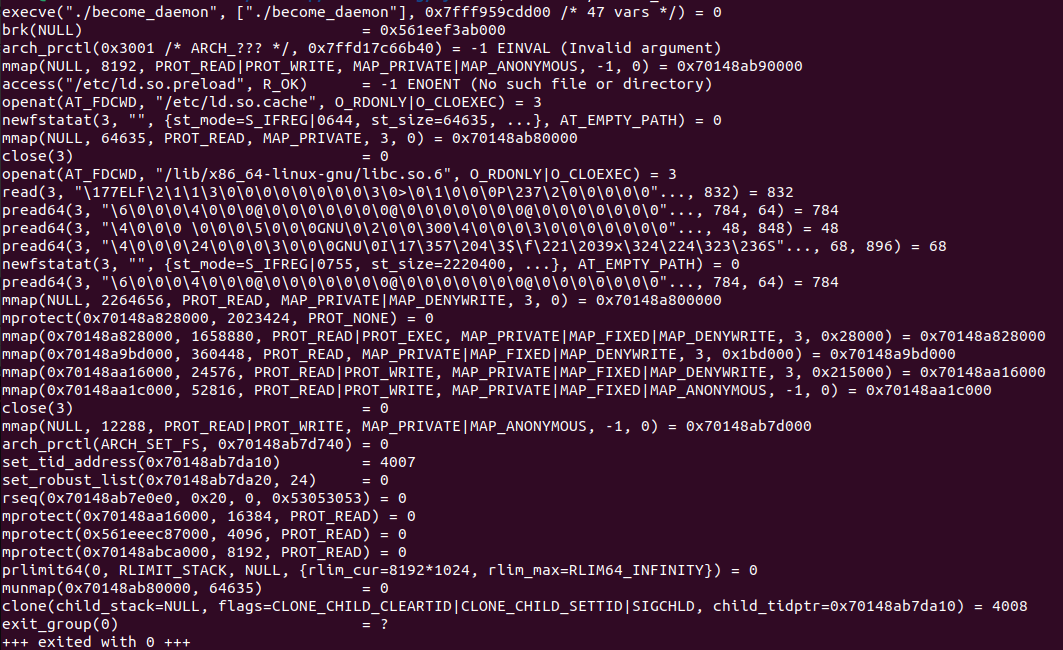 execve("./become_daemon", ["./become_daemon"], 0x7fff959cdd00 /* 47 vars */) = 0
brk(NULL)                               = 0x561eef3ab000
arch_prctl(0x3001 /* ARCH_??? */, 0x7ffd17c66b40) = -1 EINVAL (Invalid argument)
mmap(NULL, 8192, PROT_READ|PROT_WRITE, MAP_PRIVATE|MAP_ANONYMOUS, -1, 0) = 0x70148ab90000
access("/etc/ld.so.preload", R_OK)      = -1 ENOENT (No such file or directory)
openat(AT_FDCWD, "/etc/ld.so.cache", O_RDONLY|O_CLOEXEC) = 3
newfstatat(3, "", {st_mode=S_IFREG|0644, st_size=64635, ...}, AT_EMPTY_PATH) = 0
mmap(NULL, 64635, PROT_READ, MAP_PRIVATE, 3, 0) = 0x70148ab80000
close(3)                                = 0
openat(AT_FDCWD, "/lib/x86_64-linux-gnu/libc.so.6", O_RDONLY|O_CLOEXEC) = 3
read(3, "\177ELF\2\1\1\3\0\0\0\0\0\0\0\0\3\0>\0\1\0\0\0P\237\2\0\0\0\0\0"..., 832) = 832
pread64(3, "\6\0\0\0\4\0\0\0@\0\0\0\0\0\0\0@\0\0\0\0\0\0\0@\0\0\0\0\0\0\0"..., 784, 64) = 784
pread64(3, "\4\0\0\0 \0\0\0\5\0\0\0GNU\0\2\0\0\300\4\0\0\0\3\0\0\0\0\0\0\0"..., 48, 848) = 48
pread64(3, "\4\0\0\0\24\0\0\0\3\0\0\0GNU\0I\17\357\204\3$\f\221\2039x\324\224\323\236S"..., 68, 896) = 68
newfstatat(3, "", {st_mode=S_IFREG|0755, st_size=2220400, ...}, AT_EMPTY_PATH) = 0
pread64(3, "\6\0\0\0\4\0\0\0@\0\0\0\0\0\0\0@\0\0\0\0\0\0\0@\0\0\0\0\0\0\0"..., 784, 64) = 784
mmap(NULL, 2264656, PROT_READ, MAP_PRIVATE|MAP_DENYWRITE, 3, 0) = 0x70148a800000
mprotect(0x70148a828000, 2023424, PROT_NONE) = 0
mmap(0x70148a828000, 1658880, PROT_READ|PROT_EXEC, MAP_PRIVATE|MAP_FIXED|MAP_DENYWRITE, 3, 0x28000) = 0x70148a828000
mmap(0x70148a9bd000, 360448, PROT_READ, MAP_PRIVATE|MAP_FIXED|MAP_DENYWRITE, 3, 0x1bd000) = 0x70148a9bd000
mmap(0x70148aa16000, 24576, PROT_READ|PROT_WRITE, MAP_PRIVATE|MAP_FIXED|MAP_DENYWRITE, 3, 0x215000) = 0x70148aa16000
mmap(0x70148aa1c000, 52816, PROT_READ|PROT_WRITE, MAP_PRIVATE|MAP_FIXED|MAP_ANONYMOUS, -1, 0) = 0x70148aa1c000
close(3)                                = 0
mmap(NULL, 12288, PROT_READ|PROT_WRITE, MAP_PRIVATE|MAP_ANONYMOUS, -1, 0) = 0x70148ab7d000
arch_prctl(ARCH_SET_FS, 0x70148ab7d740) = 0
set_tid_address(0x70148ab7da10)         = 4007
set_robust_list(0x70148ab7da20, 24)     = 0
rseq(0x70148ab7e0e0, 0x20, 0, 0x53053053) = 0
mprotect(0x70148aa16000, 16384, PROT_READ) = 0
mprotect(0x561eeec87000, 4096, PROT_READ) = 0
mprotect(0x70148abca000, 8192, PROT_READ) = 0
prlimit64(0, RLIMIT_STACK, NULL, {rlim_cur=8192*1024, rlim_max=RLIM64_INFINITY}) = 0
munmap(0x70148ab80000, 64635)           = 0
clone(child_stack=NULL, flags=CLONE_CHILD_CLEARTID|CLONE_CHILD_SETTID|SIGCHLD, child_tidptr=0x70148ab7da10) = 4008
exit_group(0)                           = ?
+++ exited with 0 +++